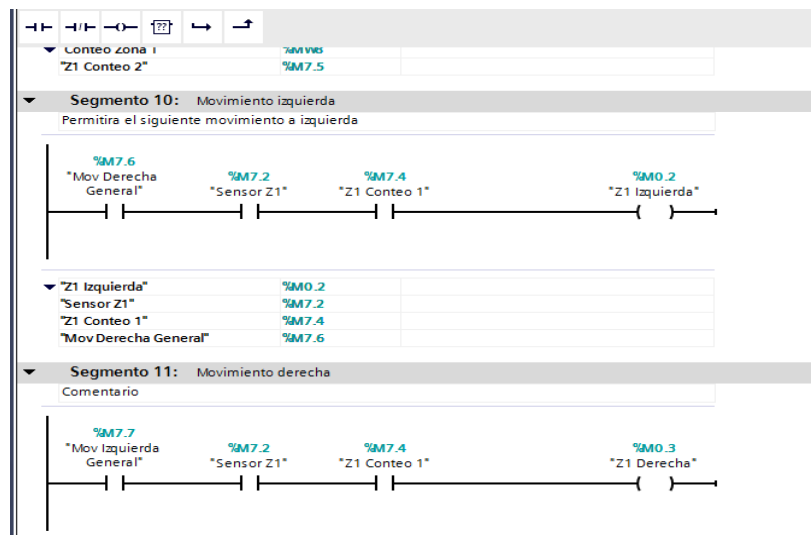 ??
Conteo Zona 1 %MW6
"Z1 Conteo 2" %M7.5
Segmento 10: Movimiento izquierda
Permitira el siguiente movimiento a izquierda
%M7.6
"Mov Derecha General" %M7.2 "Sensor Z1" %M7.4 "Z1 Conteo 1" %M0.2 "Z1 Izquierda"
"Z1 Izquierda" %M0.2
"Sensor Z1" %M7.2
"Z1 Conteo 1" %M7.4
"Mov Derecha General" %M7.6
Segmento 11: Movimiento derecha
Comentario
%M7.7
"Mov Izquierda General" %M7.2 "Sensor Z1" %M7.4 "Z1 Conteo 1" %M0.3 "Z1 Derecha"